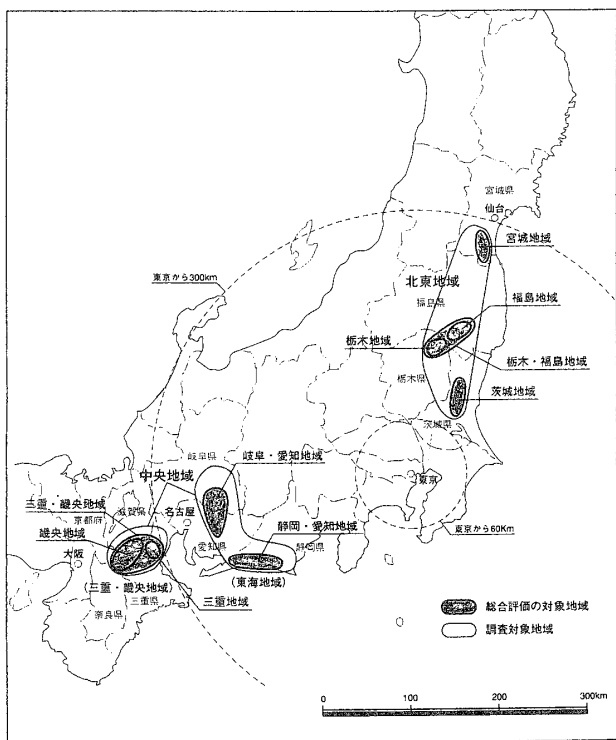 宮城県
仙台
宮城地域
東京から300km
北東地域
福島県
福島地域
栃木地域
栃木・福島地域
栃木県
茨城地域
茨城県
岐阜県
中央地域
岐阜・愛知地域
東京
三重・畿央地域
滋賀県
名古屋
京都府
東京から60Km
畿央地域
愛知県
静岡・愛知地域
静岡県
大阪
(東海地域)
(三重・畿央地域)
三重地域
三重県
奈良県
総合評価の対象地域
調査対象地域
0 100 200 300km